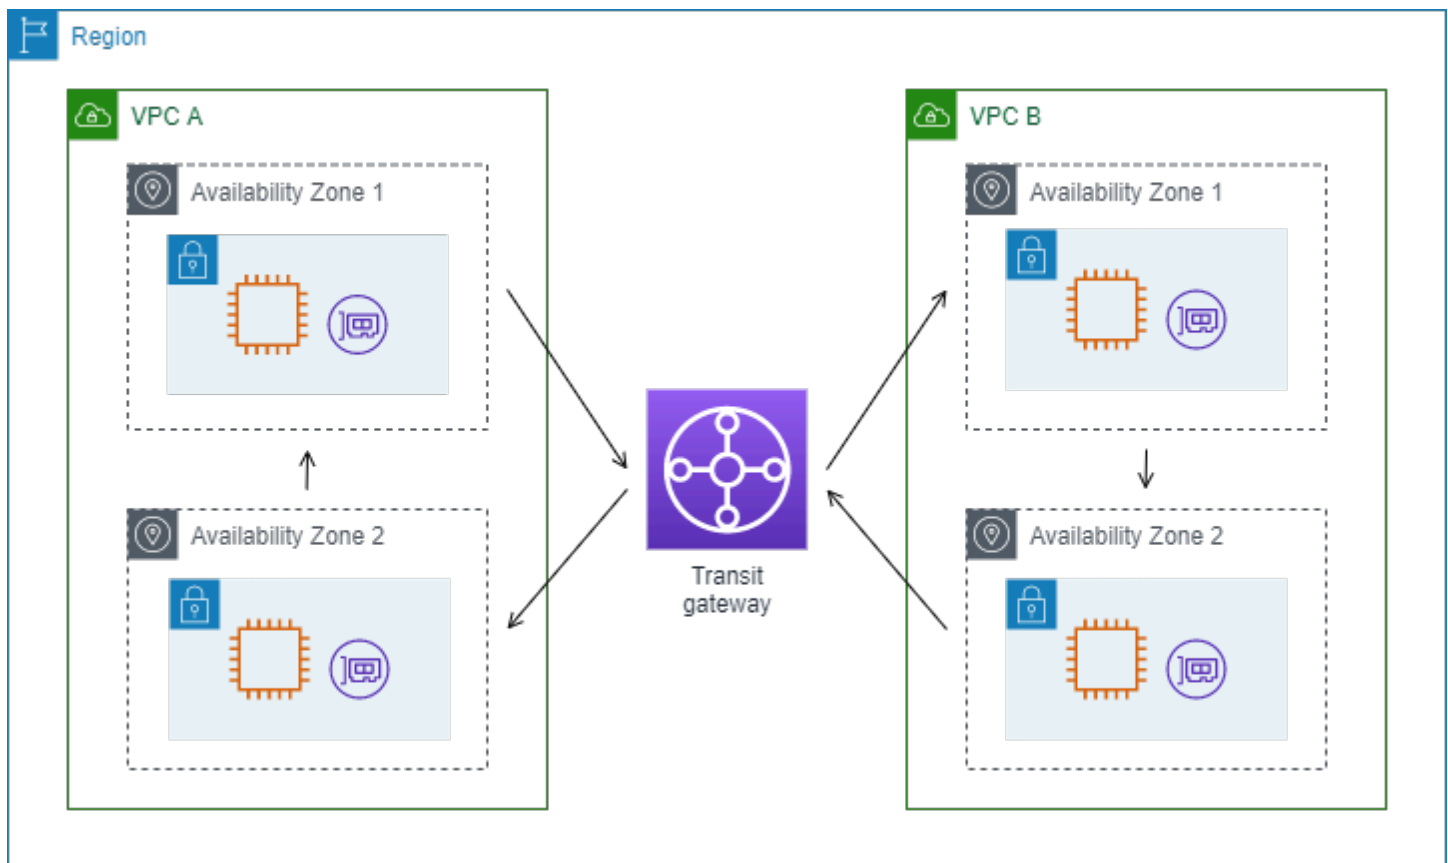 Region
VPC A
Availability Zone 1
Availability Zone 2
Transit
gateway
VPC B
Availability Zone 1
Availability Zone 2